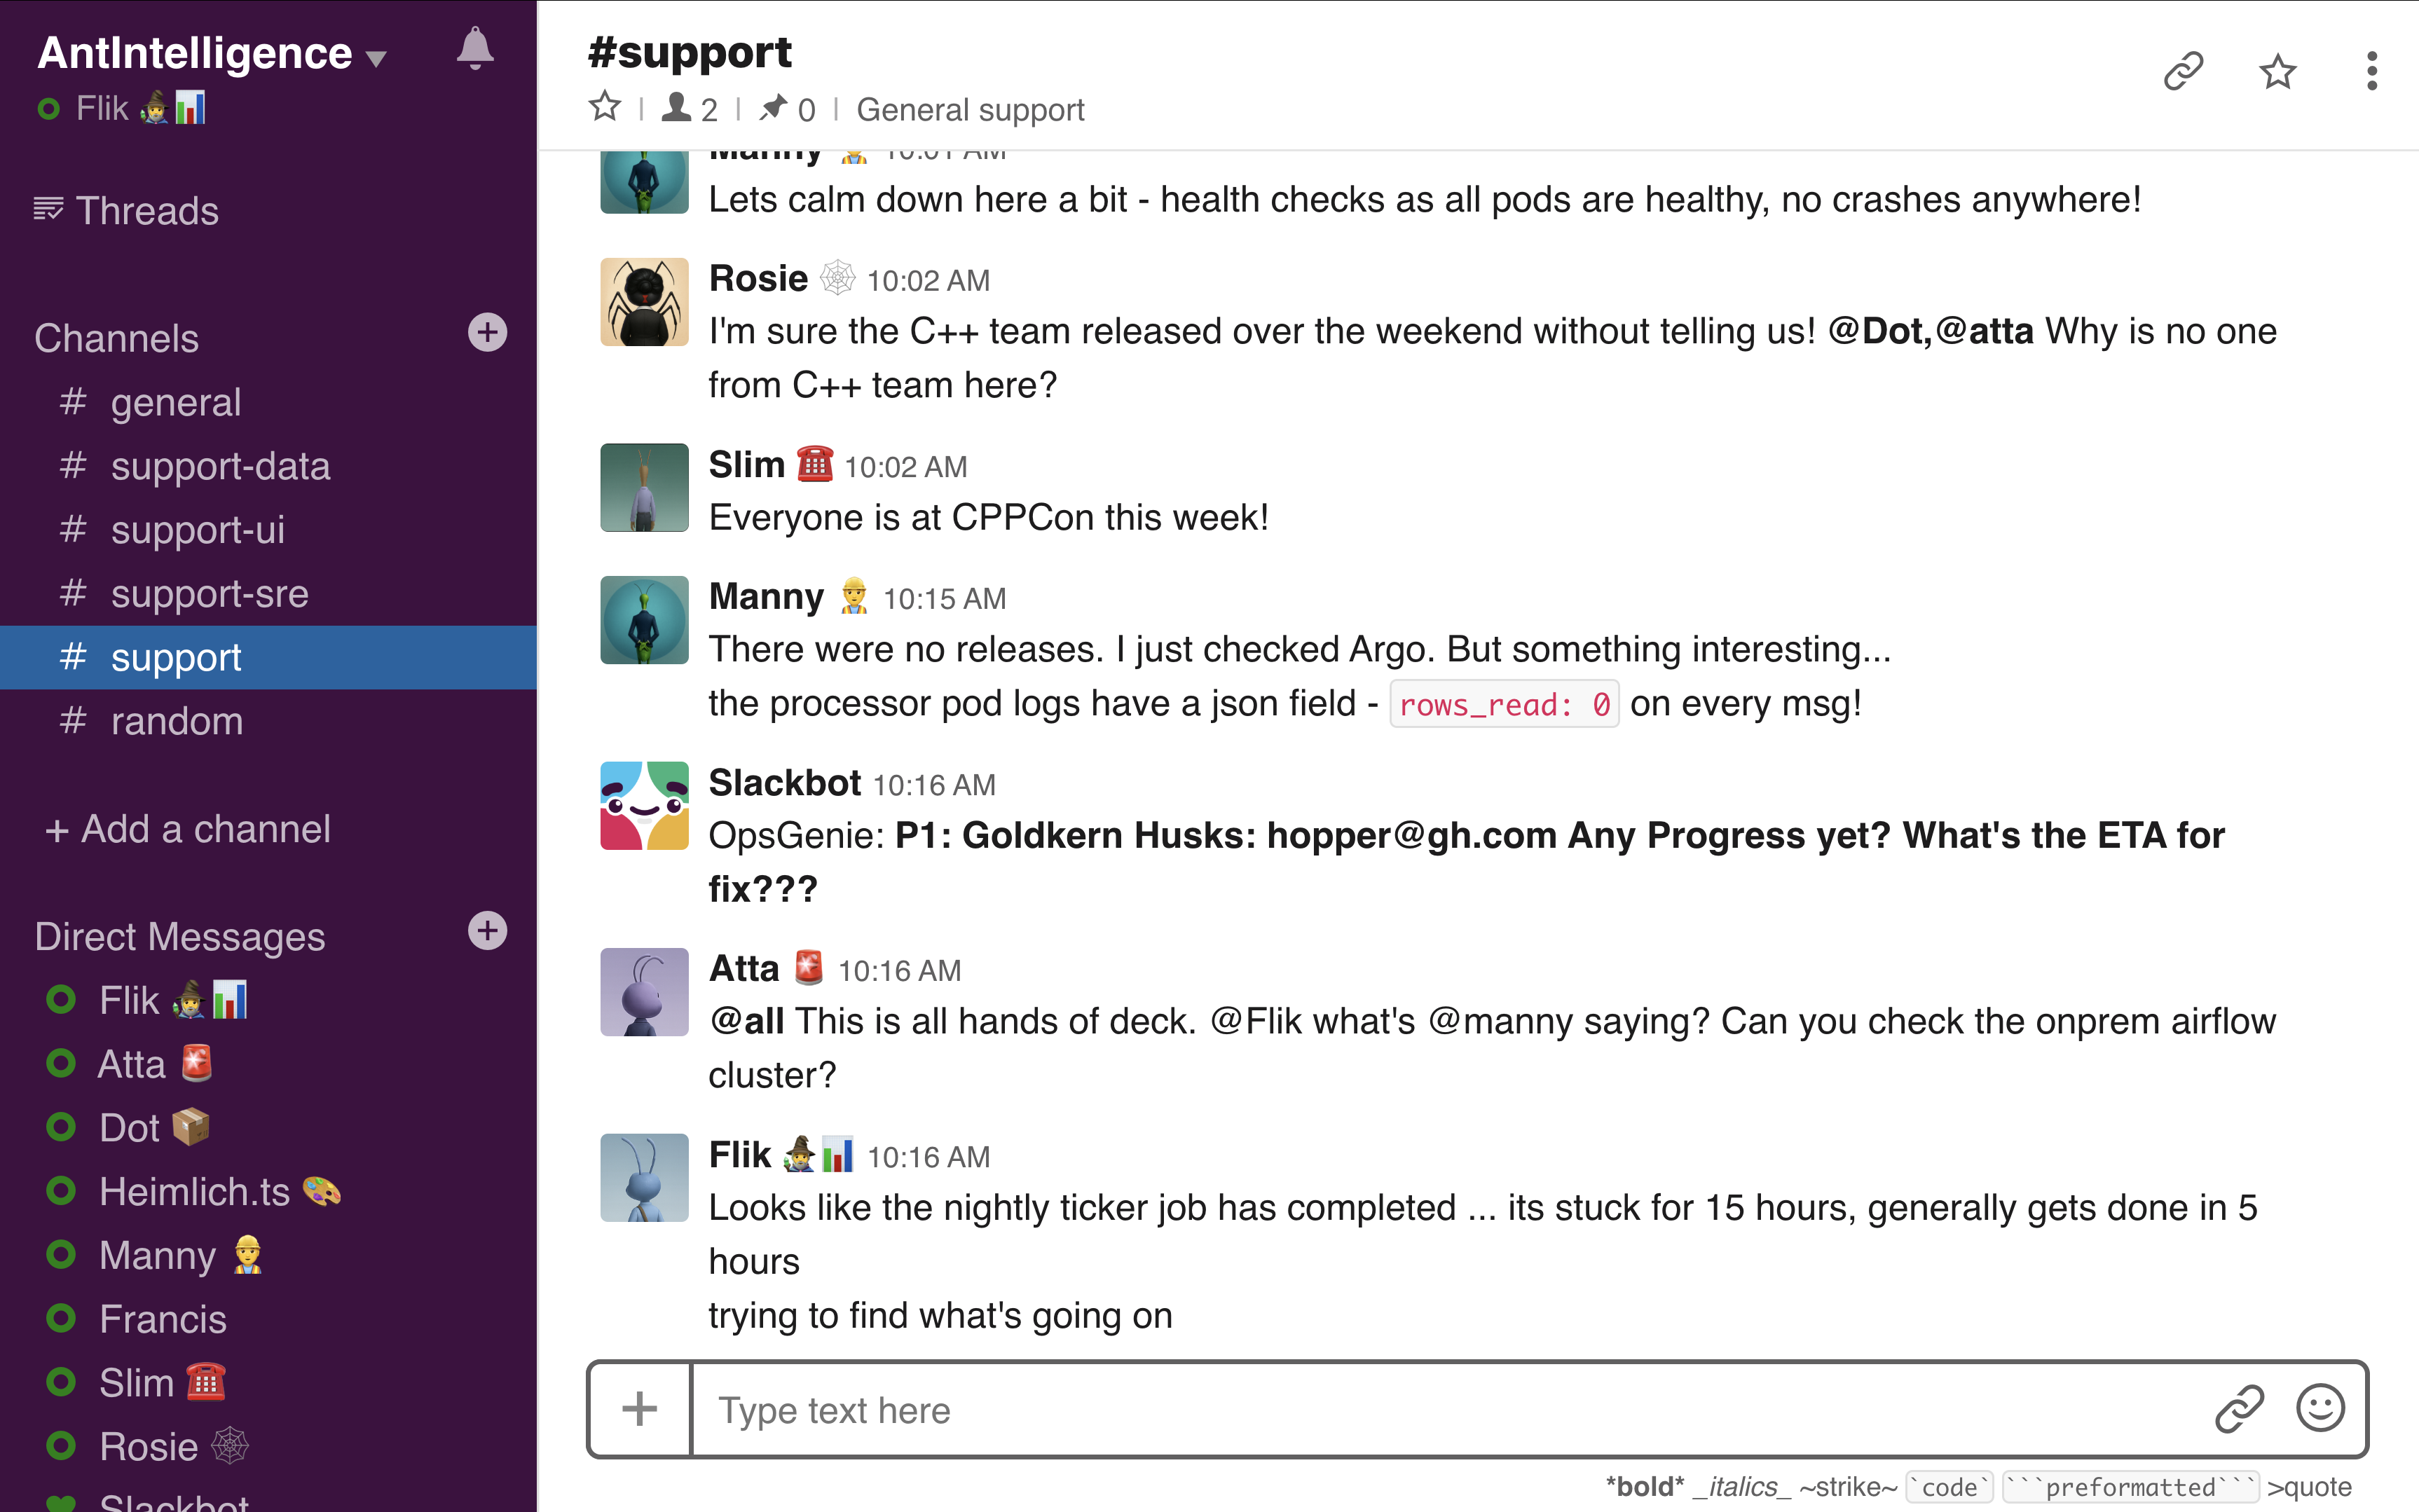 AntIntelligence
Flik
Threads
Channels
# general
# support-data
# support-ui
# support-sre
# support
# random
+ Add a channel
Direct Messages
Flik
Atta
Dot
Heimlich.ts
Manny
Francis
Slim
Rosie
Slackbot
#support
2 | 0 | General support
Manny 10:01 AM
Lets calm down here a bit - health checks as all pods are healthy, no crashes anywhere!
Rosie 10:02 AM
I'm sure the C++ team released over the weekend without telling us! @Dot,@atta Why is no one
from C++ team here?
Slim 10:02 AM
Everyone is at CPPCon this week!
Manny 10:15 AM
There were no releases. I just checked Argo. But something interesting...
the processor pod logs have a json field - rows_read: 0 on every msg!
Slackbot 10:16 AM
OpsGenie: P1: Goldkern Husks: hopper@gh.com Any Progress yet? What's the ETA for
fix???
Atta 10:16 AM
@all This is all hands of deck. @Flik what's @manny saying? Can you check the onprem airflow
cluster?
Flik 10:16 AM
Looks like the nightly ticker job has completed ... its stuck for 15 hours, generally gets done in 5
hours
trying to find what's going on
Type text here
*bold* _italics_ ~strike~ `code` ```preformatted``` >quote